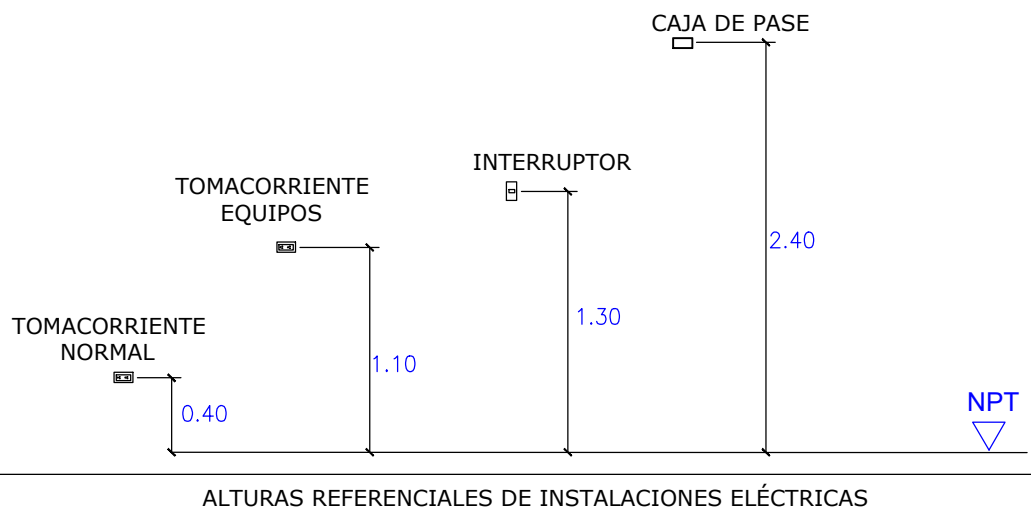 CAJA DE PASE
INTERRUPTOR
TOMACORRIENTE
EQUIPOS
2.40
1.30
TOMACORRIENTE
NORMAL
1.10
0.40
NPT
ALTURAS REFERENCIALES DE INSTALACIONES ELÉCTRICAS